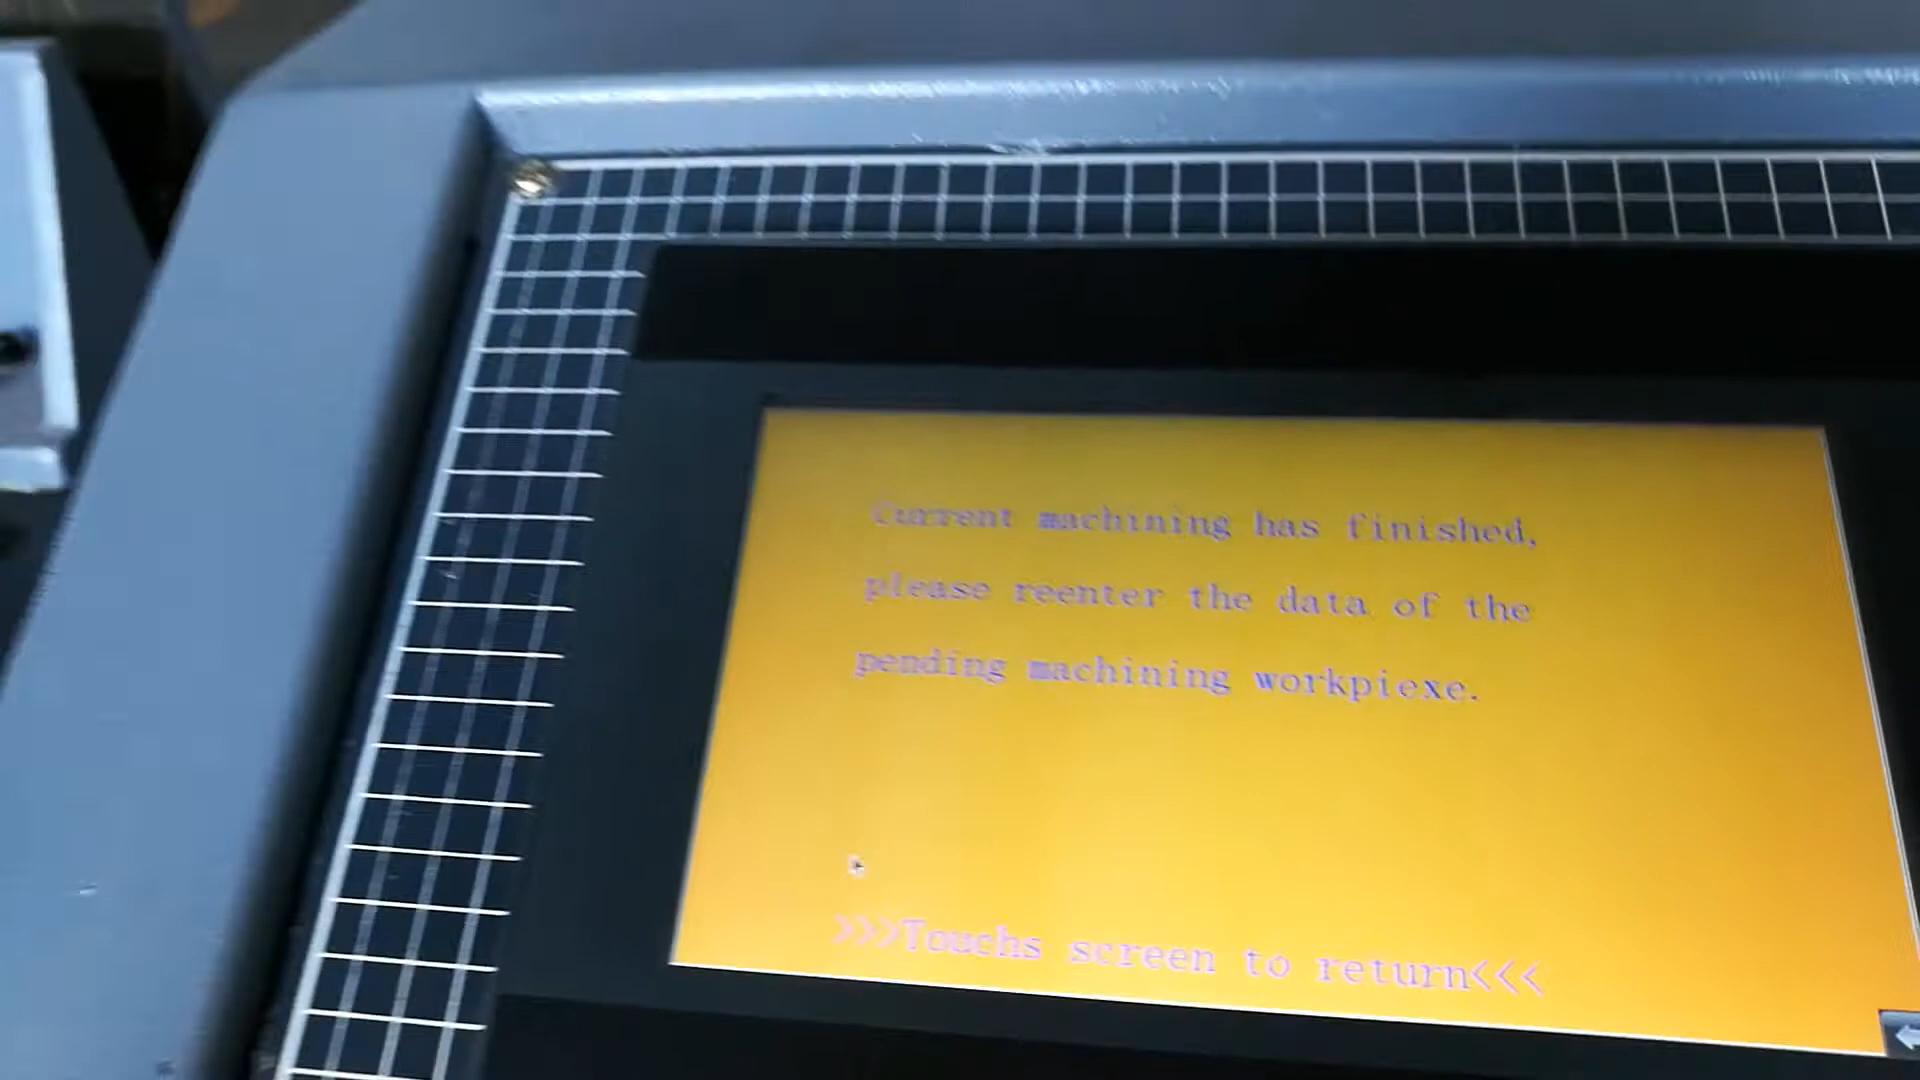 Current machining has finished,
please reenter the data of the
pending machining workpiexe.
>>>Touchs screen to return<<<